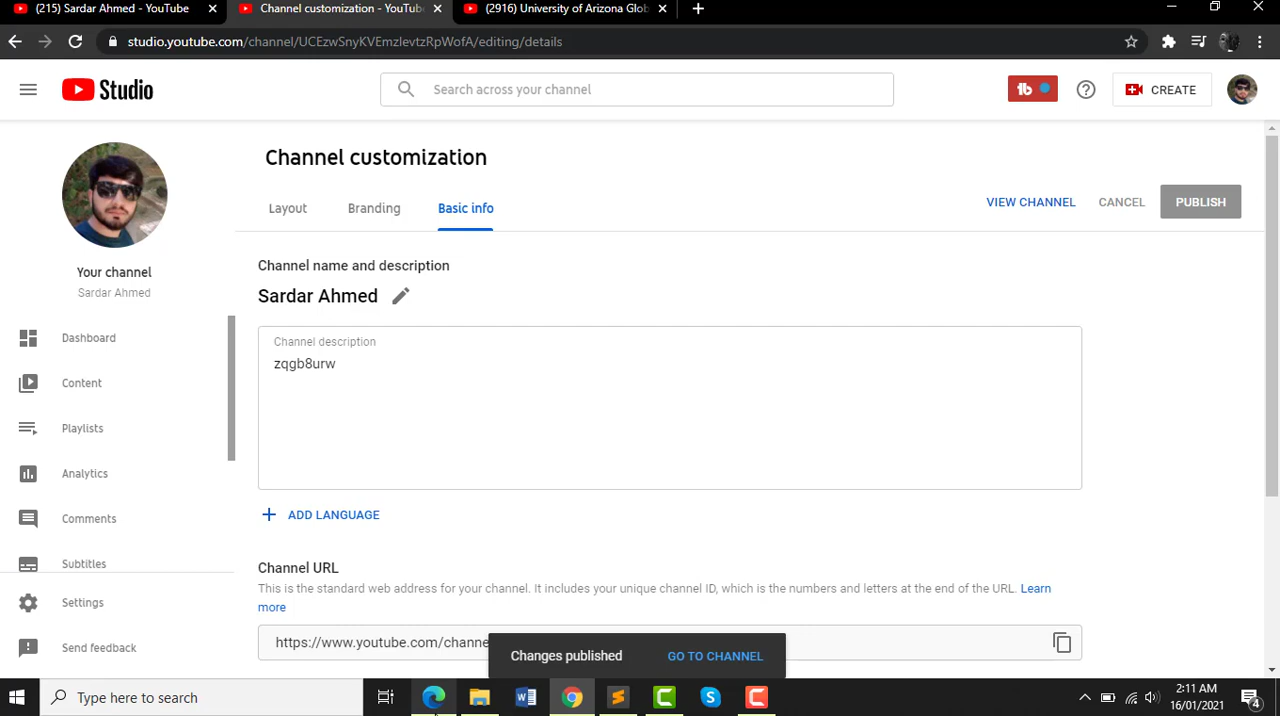 (215) Sardar Ahmed - YouTube
Channel customization - YouTu
(2916) University of Arizona Glob
studio.youtube.com/channel/UCEzwSnyKVEmzlevtzRpWofA/editing/details
Studio
Search across your channel
CREATE
Channel customization
Layout
Branding
Basic info
VIEW CHANNEL
CANCEL
PUBLISH
Your channel
Sardar Ahmed
Channel name and description
Sardar Ahmed
Channel description
zqgb8urw
Dashboard
Content
Playlists
Analytics
Comments
Subtitles
Settings
Send feedback
ADD LANGUAGE
Channel URL
This is the standard web address for your channel. It includes your unique channel ID, which is the numbers and letters at the end of the URL. Learn
more
https://www.youtube.com/channe
Changes published
GO TO CHANNEL
Type here to search
2:11 AM
16/01/2021
4